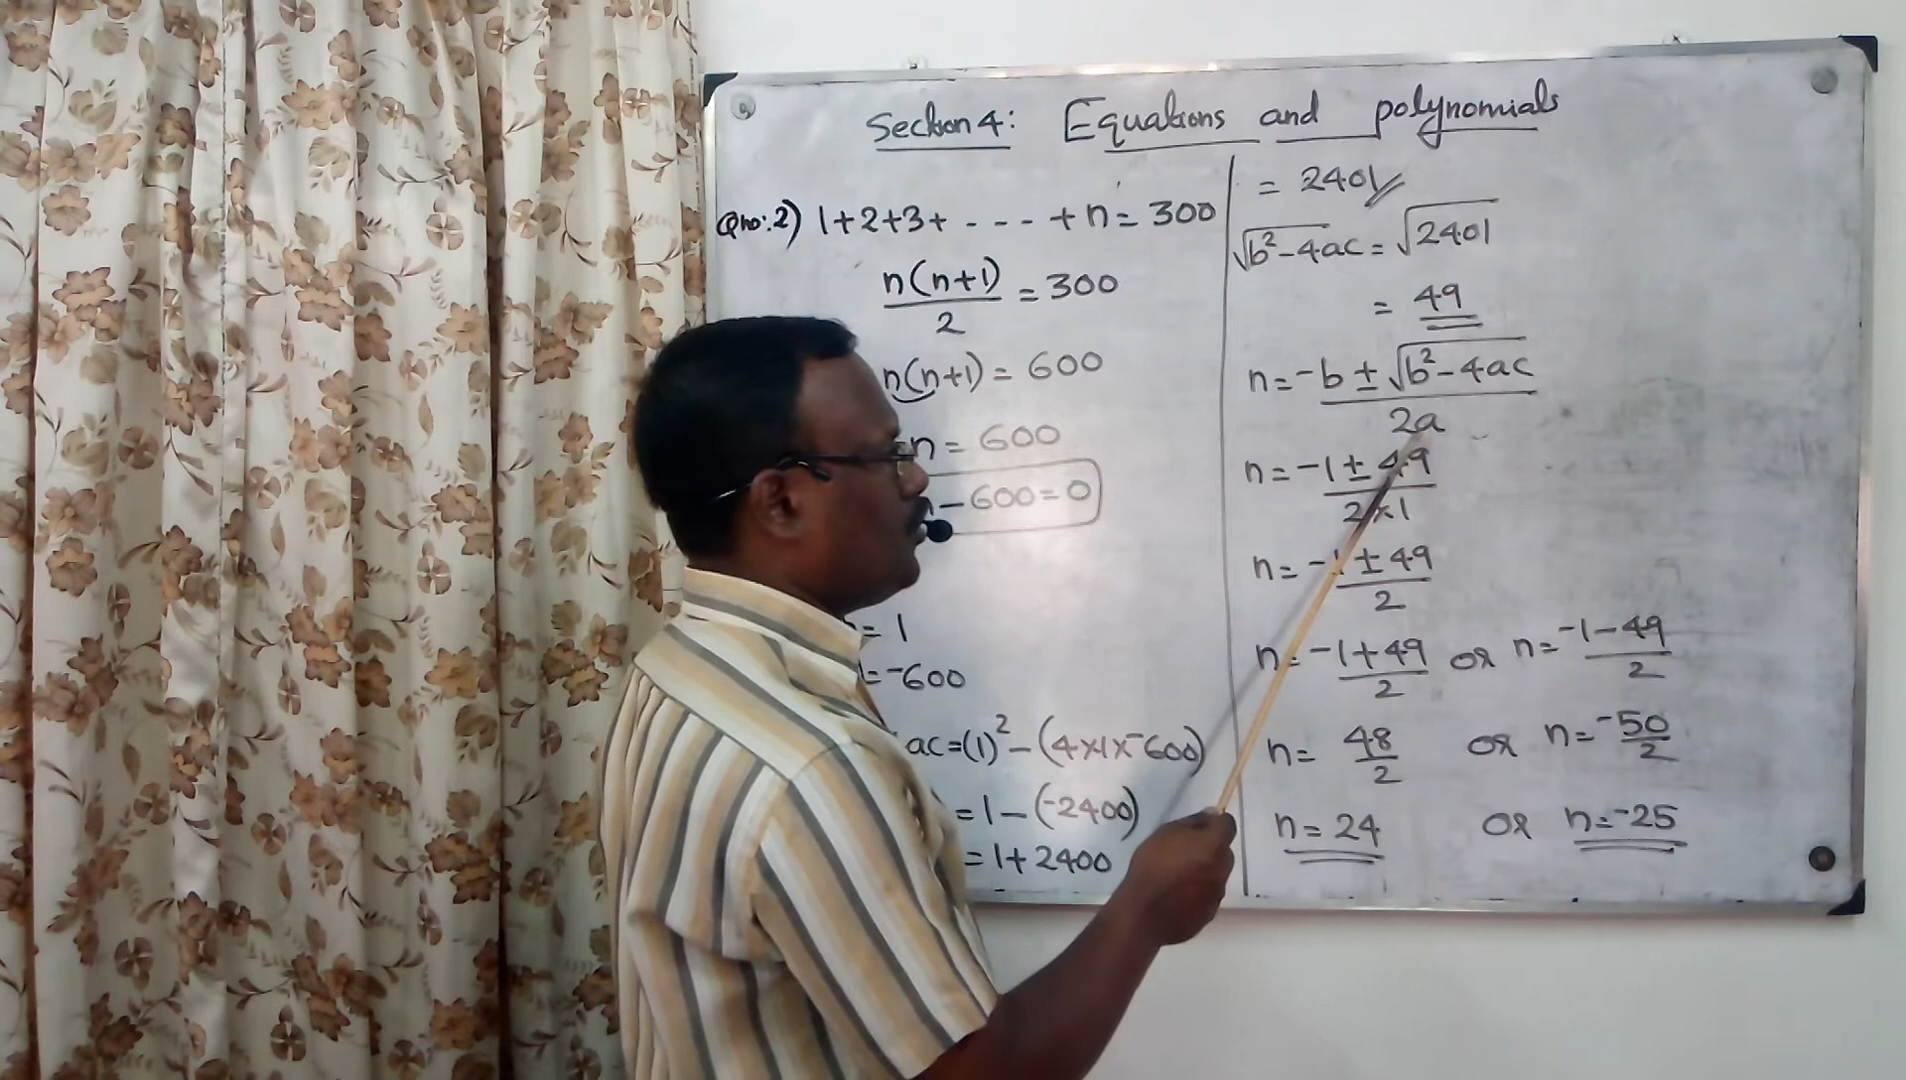 Section 4: Equations and polynomials
Qno: 2) 1+2+3+ - - - - + n = 300
n(n+1)/2 = 300
n(n+1) = 600
n = 600
- 600 = 0
= 1
= -600
ac = (1)² - (4×1×-600)
= 1 - (-2400)
= 1 + 2400
= 2401
√b²-4ac = √2401
= 49
n = -b ± √b²-4ac / 2a
n = -1 ± 49 / 2×1
n = -1 ± 49 / 2
n = -1+49 / 2 or n = -1-49 / 2
n = 48/2 or n = -50/2
n = 24 or n = -25